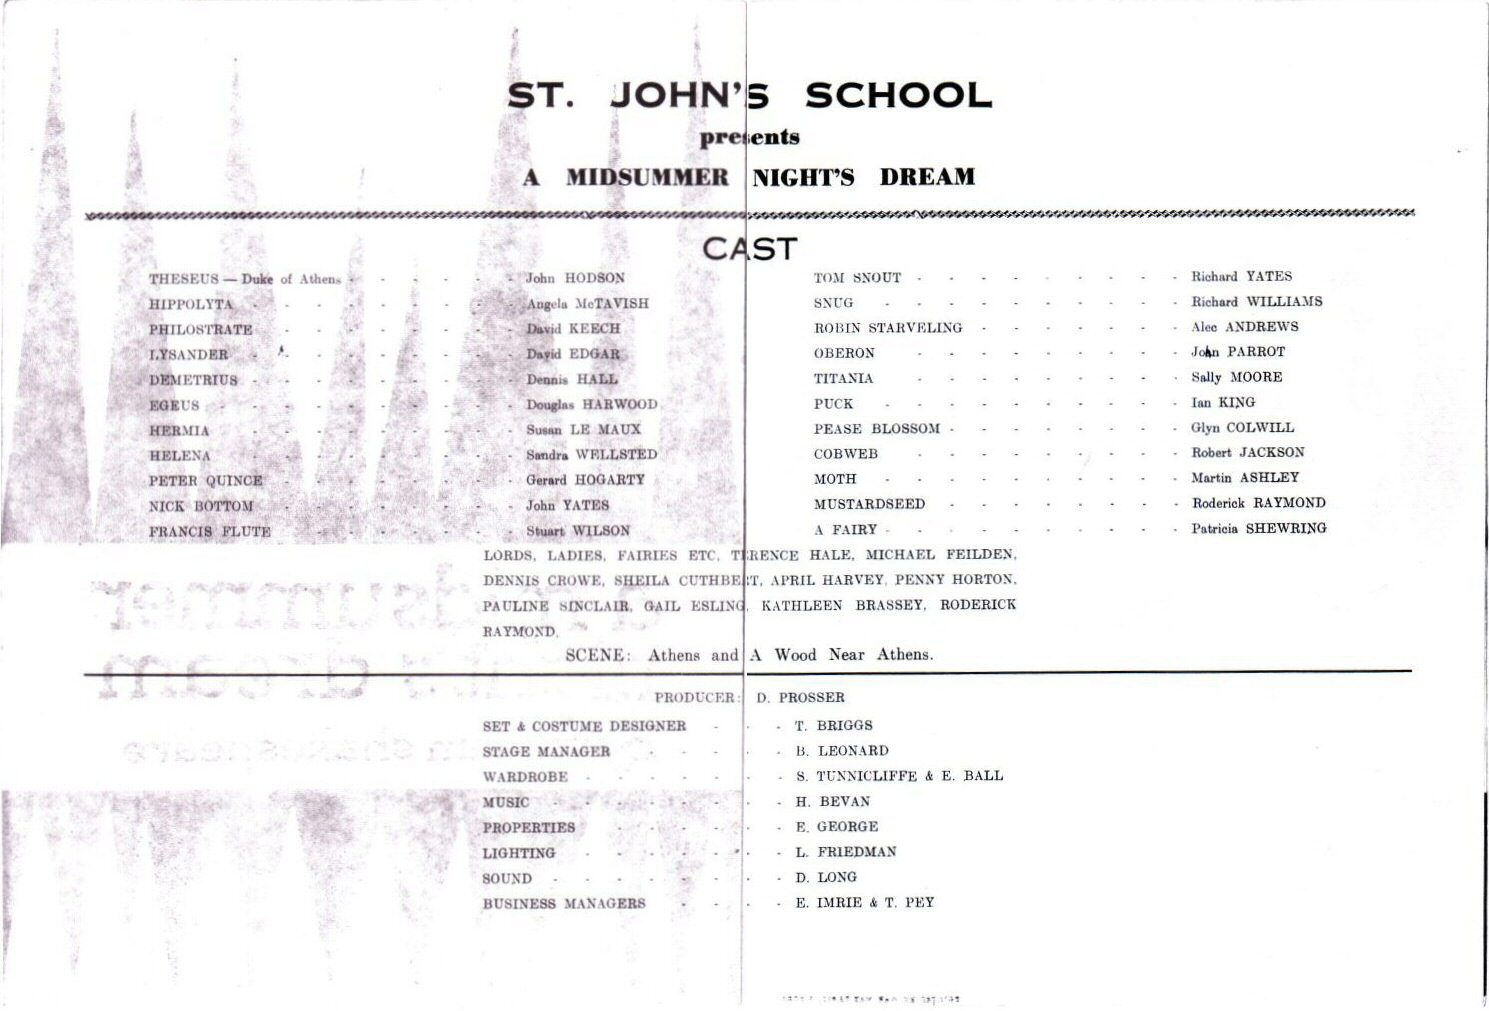 ST. JOHN'S SCHOOL
presents
A MIDSUMMER NIGHT'S DREAM
CAST
THESEUS — Duke of Athens - - - - - - John HODSON
HIPPOLYTA - - - - - - - - - Angela McTAVISH
PHILOSTRATE - - - - - - - - David KEECH
LYSANDER - - - - - - - - - David EDGAR
DEMETRIUS - - - - - - - - - Dennis HALL
EGEUS - - - - - - - - - - Douglas HARWOOD
HERMIA - - - - - - - - - Susan LE MAUX
HELENA - - - - - - - - - Sandra WELLSTED
PETER QUINCE - - - - - - - - Gerard HOGARTY
NICK BOTTOM - - - - - - - - John YATES
FRANCIS FLUTE - - - - - - - Stuart WILSON
TOM SNOUT - - - - - - - - - Richard YATES
SNUG - - - - - - - - - - Richard WILLIAMS
ROBIN STARVELING - - - - - - - Alec ANDREWS
OBERON - - - - - - - - - John PARROT
TITANIA - - - - - - - - - Sally MOORE
PUCK - - - - - - - - - - Ian KING
PEASE BLOSSOM - - - - - - - - Glyn COLWILL
COBWEB - - - - - - - - - Robert JACKSON
MOTH - - - - - - - - - - Martin ASHLEY
MUSTARDSEED - - - - - - - - Roderick RAYMOND
A FAIRY - - - - - - - - - - Patricia SHEWRING
LORDS, LADIES, FAIRIES ETC. TERENCE HALE, MICHAEL FEILDEN,
DENNIS CROWE, SHEILA CUTHBERT, APRIL HARVEY, PENNY HORTON,
PAULINE SINCLAIR, GAIL ESLING, KATHLEEN BRASSEY, RODERICK
RAYMOND.
SCENE: Athens and A Wood Near Athens.
PRODUCER: D. PROSSER
SET & COSTUME DESIGNER - - - T. BRIGGS
STAGE MANAGER - - - - - B. LEONARD
WARDROBE - - - - - - - S. TUNNICLIFFE & E. BALL
MUSIC - - - - - - - - H. BEVAN
PROPERTIES - - - - - - E. GEORGE
LIGHTING - - - - - - - L. FRIEDMAN
SOUND - - - - - - - - D. LONG
BUSINESS MANAGERS - - - - E. IMRIE & T. PEY